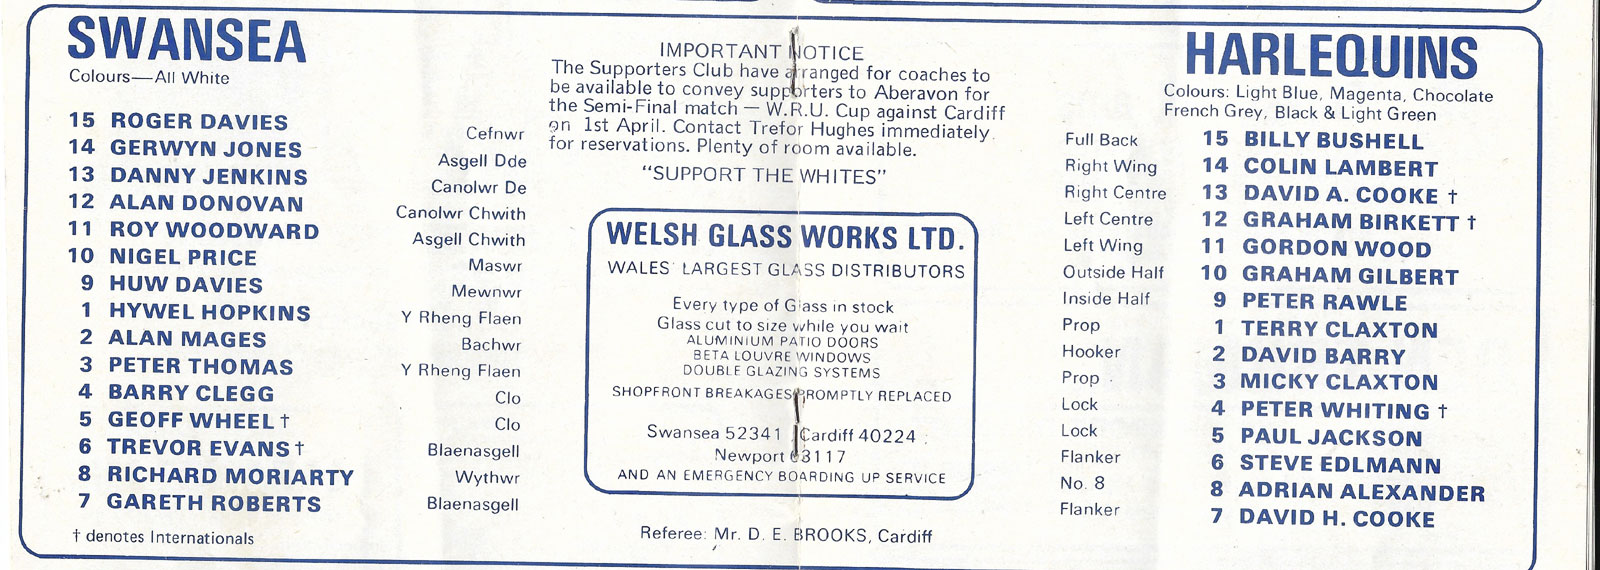 SWANSEA
Colours—All White
15 ROGER DAVIES Cefnwr
14 GERWYN JONES Asgell Dde
13 DANNY JENKINS Canolwr De
12 ALAN DONOVAN Canolwr Chwith
11 ROY WOODWARD Asgell Chwith
10 NIGEL PRICE Maswr
9 HUW DAVIES Mewnwr
1 HYWEL HOPKINS Y Rheng Flaen
2 ALAN MAGES Bachwr
3 PETER THOMAS Y Rheng Flaen
4 BARRY CLEGG Clo
5 GEOFF WHEEL † Clo
6 TREVOR EVANS † Blaenasgell
8 RICHARD MORIARTY Wythwr
7 GARETH ROBERTS Blaenasgell
† denotes Internationals
IMPORTANT NOTICE
The Supporters Club have arranged for coaches to
be available to convey supporters to Aberavon for
the Semi-Final match — W.R.U. Cup against Cardiff
on 1st April. Contact Trefor Hughes immediately
for reservations. Plenty of room available.
"SUPPORT THE WHITES"
WELSH GLASS WORKS LTD.
WALES' LARGEST GLASS DISTRIBUTORS
Every type of Glass in stock
Glass cut to size while you wait
ALUMINIUM PATIO DOORS
BETA LOUVRE WINDOWS
DOUBLE GLAZING SYSTEMS
SHOPFRONT BREAKAGES PROMPTLY REPLACED
Swansea 52341 Cardiff 40224
Newport 63117
AND AN EMERGENCY BOARDING UP SERVICE
Referee: Mr. D. E. BROOKS, Cardiff
HARLEQUINS
Colours: Light Blue, Magenta, Chocolate
French Grey, Black & Light Green
Full Back 15 BILLY BUSHELL
Right Wing 14 COLIN LAMBERT
Right Centre 13 DAVID A. COOKE †
Left Centre 12 GRAHAM BIRKETT †
Left Wing 11 GORDON WOOD
Outside Half 10 GRAHAM GILBERT
Inside Half 9 PETER RAWLE
Prop 1 TERRY CLAXTON
Hooker 2 DAVID BARRY
Prop 3 MICKY CLAXTON
Lock 4 PETER WHITING †
Lock 5 PAUL JACKSON
Flanker 6 STEVE EDLMANN
No. 8 8 ADRIAN ALEXANDER
Flanker 7 DAVID H. COOKE